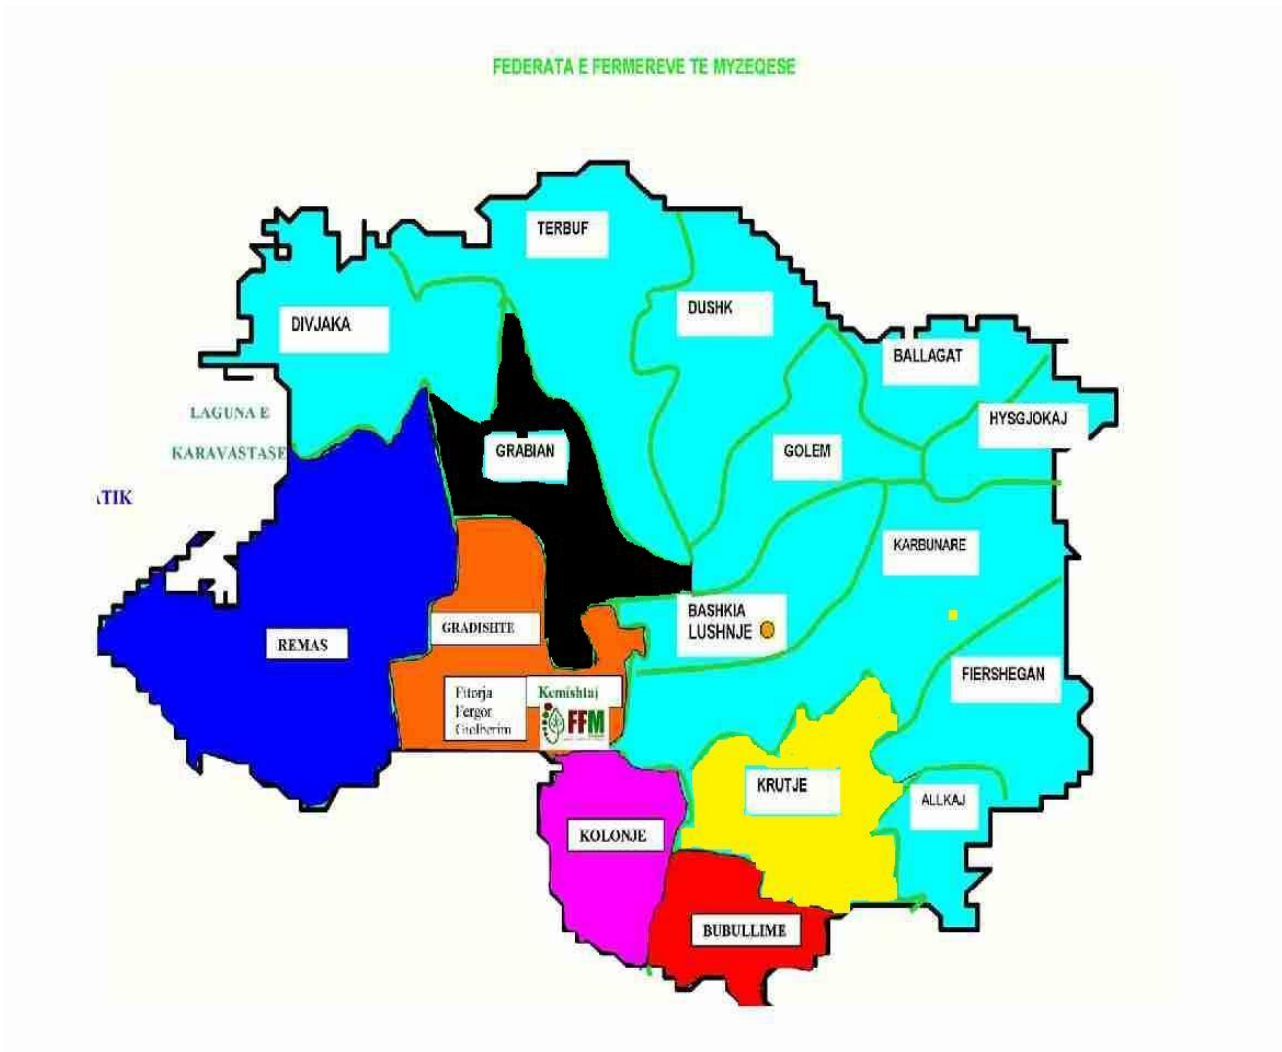 FEDERATA E FERMEREVE TE MYZEQESE
TERBUF
DUSHK
DIVJAKA
BALLAGAT
LAGUNA E
KARAVASTASE
HYSGJOKAJ
GRABIAN
GOLEM
KARBUNARE
BASHKIA
LUSHNJE
GRADISHTE
REMAS
FIERSHEGAN
Fitorja
Fergor
Kemishtaj
FFM
KRUTJE
ALLKAJ
KOLONJE
BUBULLIME